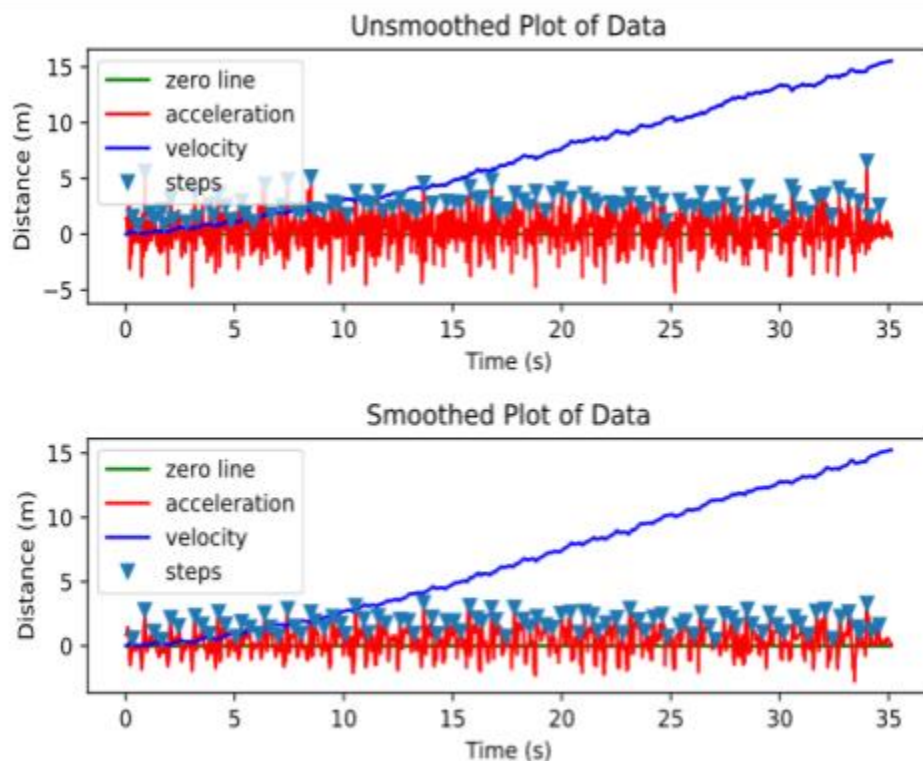 Unsmoothed Plot of Data
15
10
5
0
−5
Distance (m)
zero line
acceleration
velocity
steps
0 5 10 15 20 25 30 35
Time (s)
Smoothed Plot of Data
15
10
5
0
Distance (m)
zero line
acceleration
velocity
steps
0 5 10 15 20 25 30 35
Time (s)